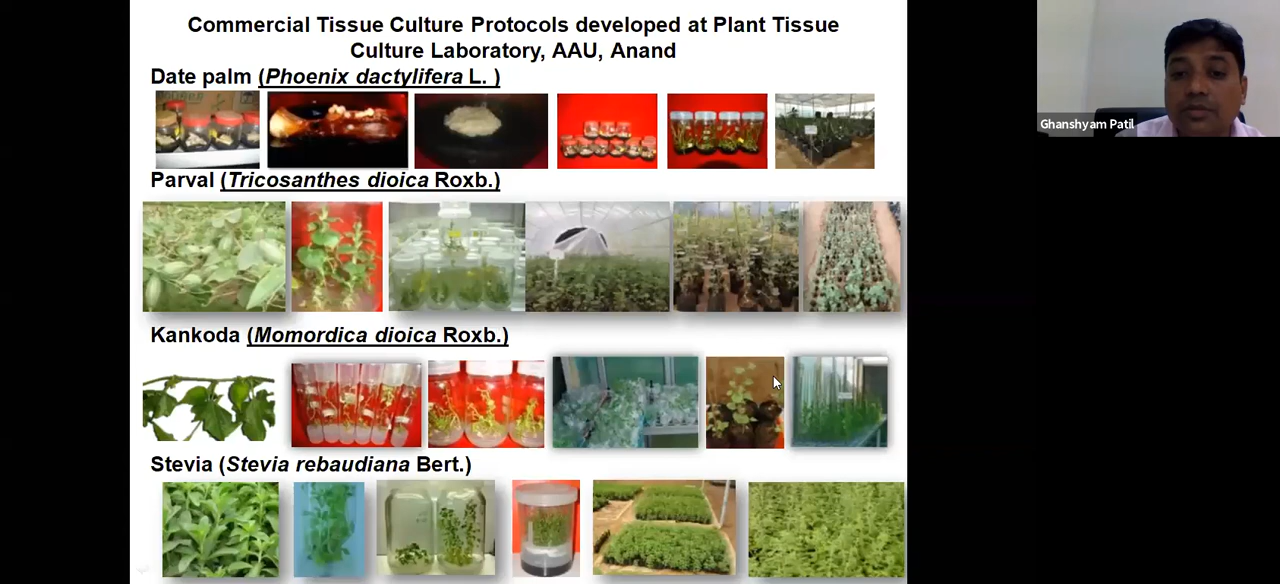 Commercial Tissue Culture Protocols developed at Plant Tissue
Culture Laboratory, AAU, Anand
Date palm (Phoenix dactylifera L. )
Ghanshyam Patil
Parval (Tricosanthes dioica Roxb.)
Kankoda (Momordica dioica Roxb.)
Stevia (Stevia rebaudiana Bert.)